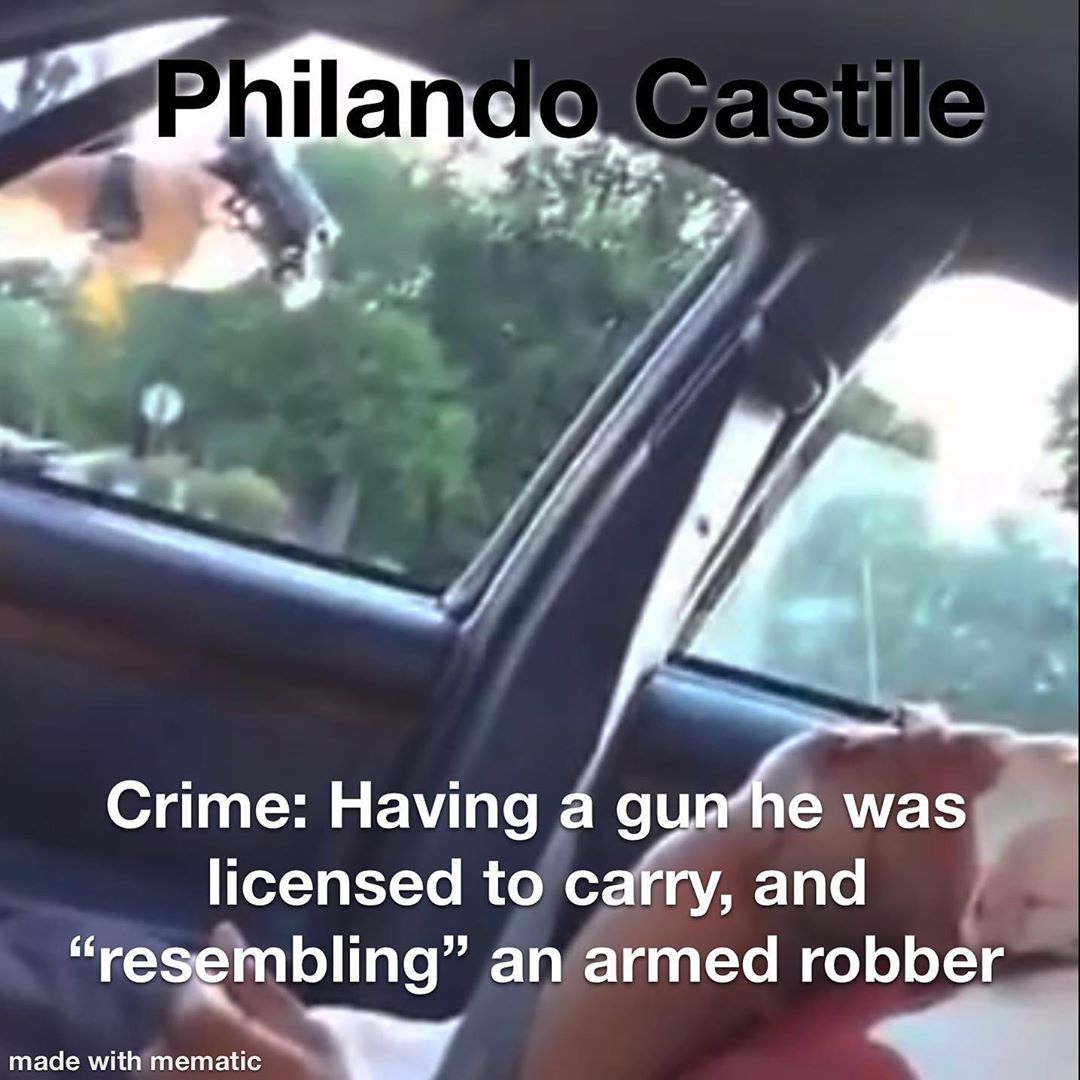 Philando Castile
Crime: Having a gun he was
licensed to carry, and
“resembling” an armed robber
made with mematic